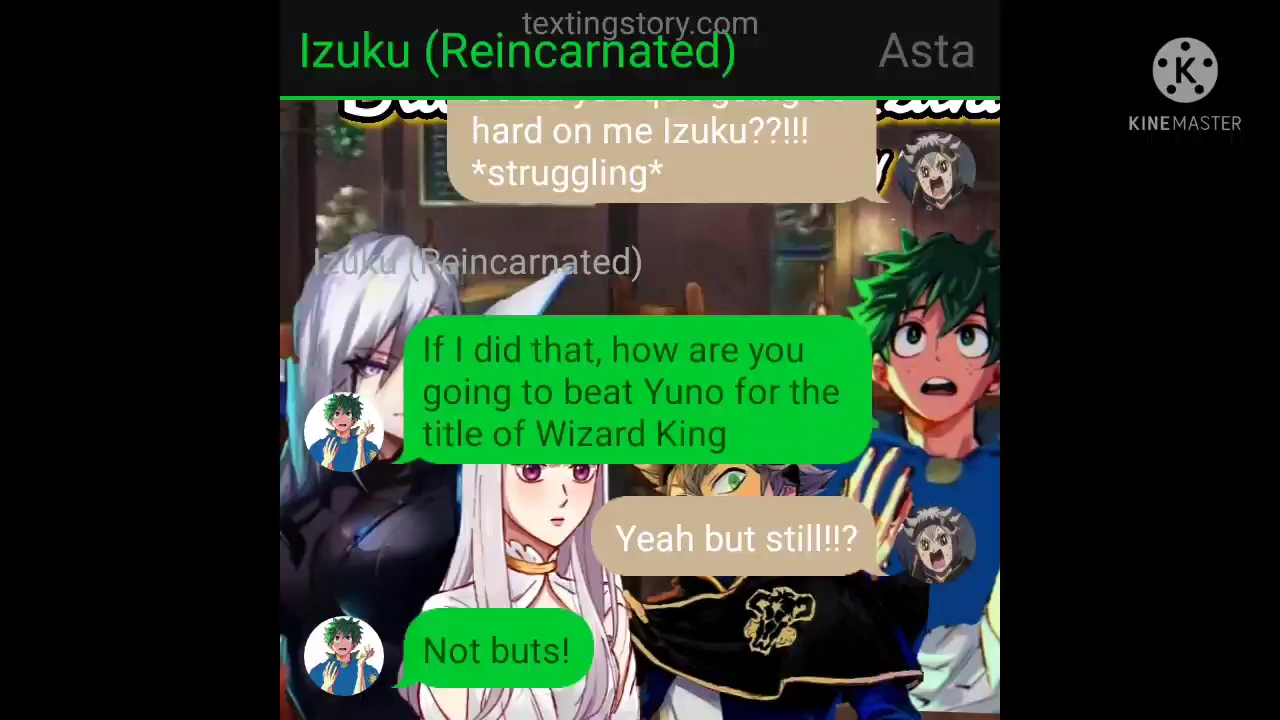 textingstory.com
Izuku (Reincarnated) Asta
KINEMASTER
hard on me Izuku??!!!
*struggling*
Izuku (Reincarnated)
If I did that, how are you
going to beat Yuno for the
title of Wizard King
Yeah but still!!?
Not buts!